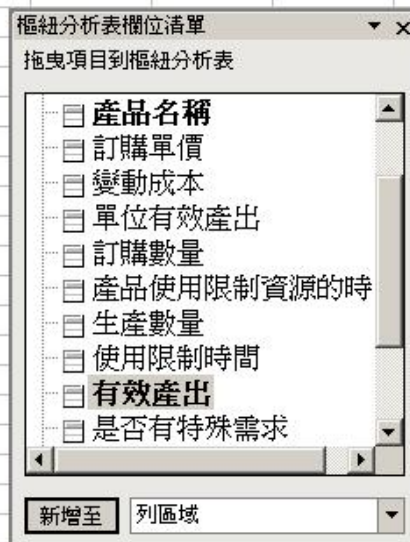 樞紐分析表欄位清單
拖曳項目到樞紐分析表
產品名稱
訂購單價
變動成本
單位有效產出
訂購數量
產品使用限制資源的時
生產數量
使用限制時間
有效產出
是否有特殊需求
新增至 列區域